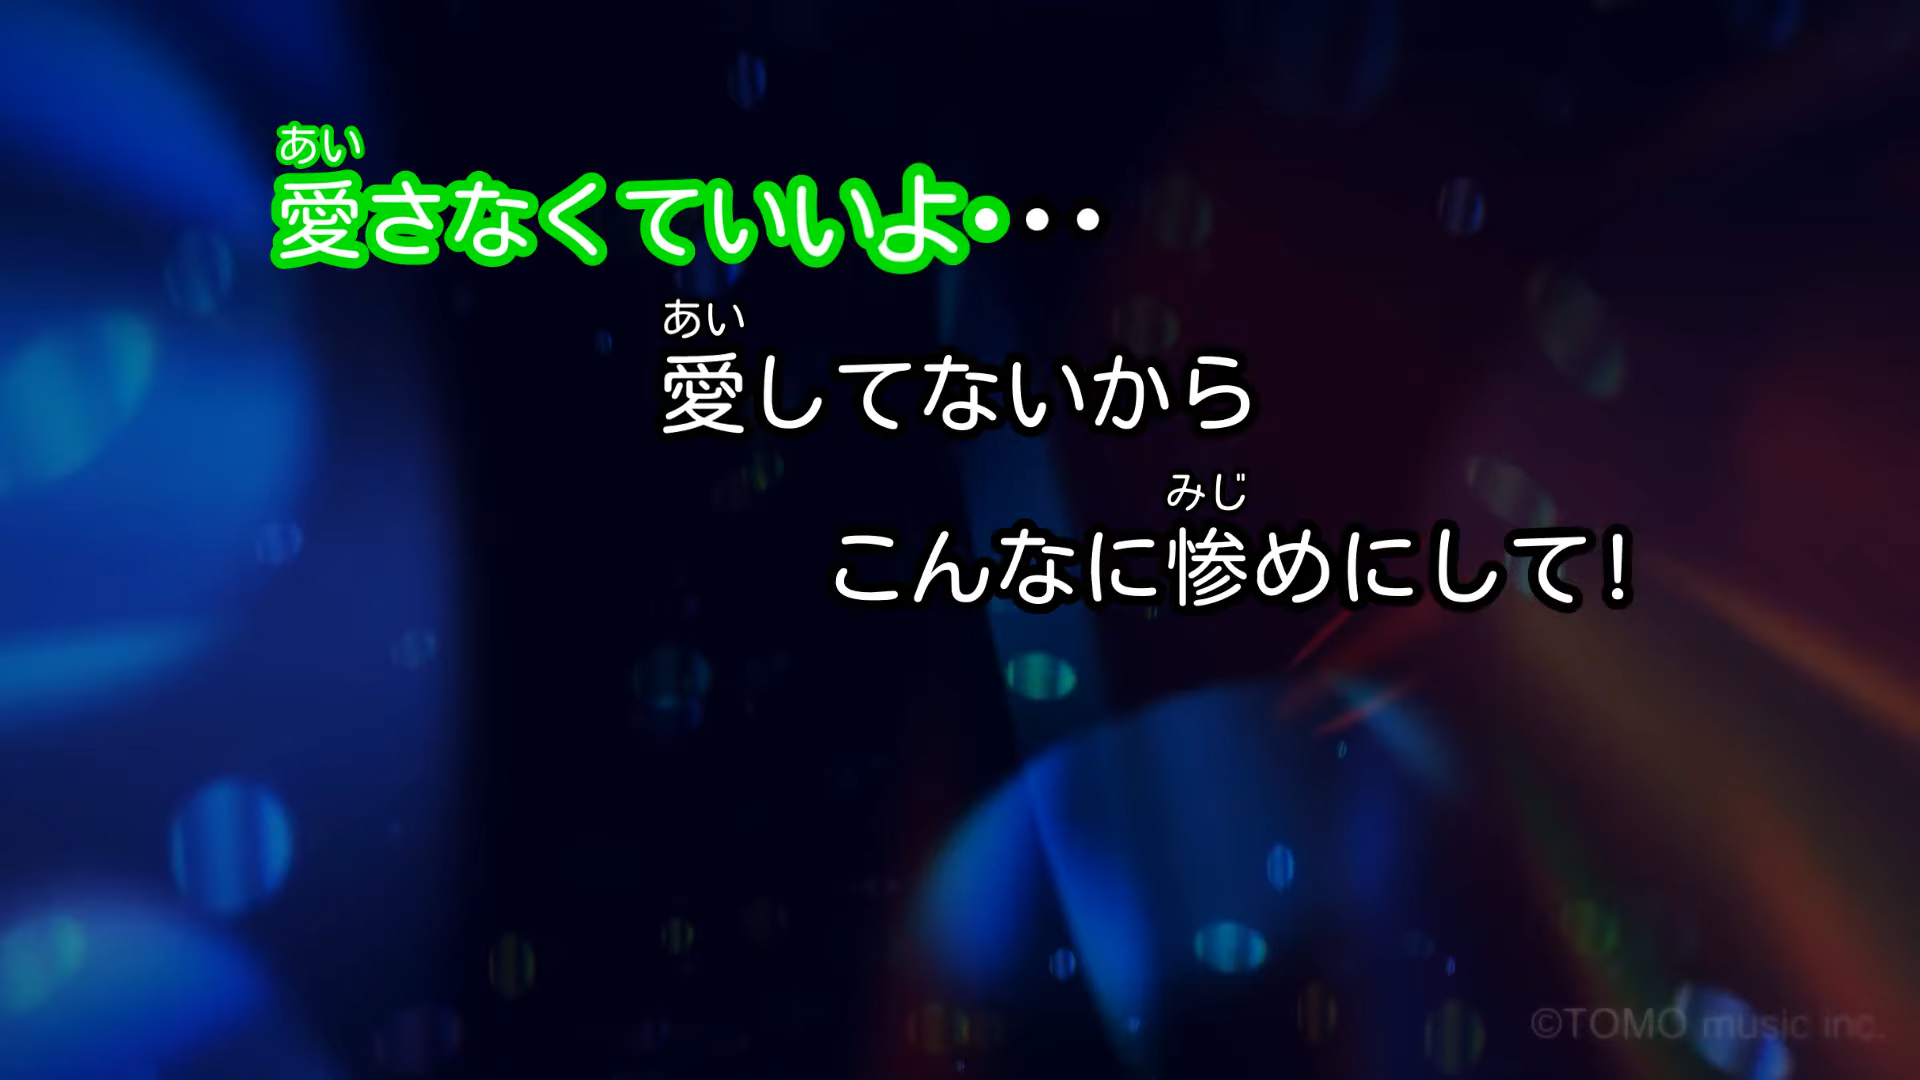 あい
愛さなくていいよ・・・
あい
愛してないから
みじ
こんなに惨めにして!
©TOMO music inc.